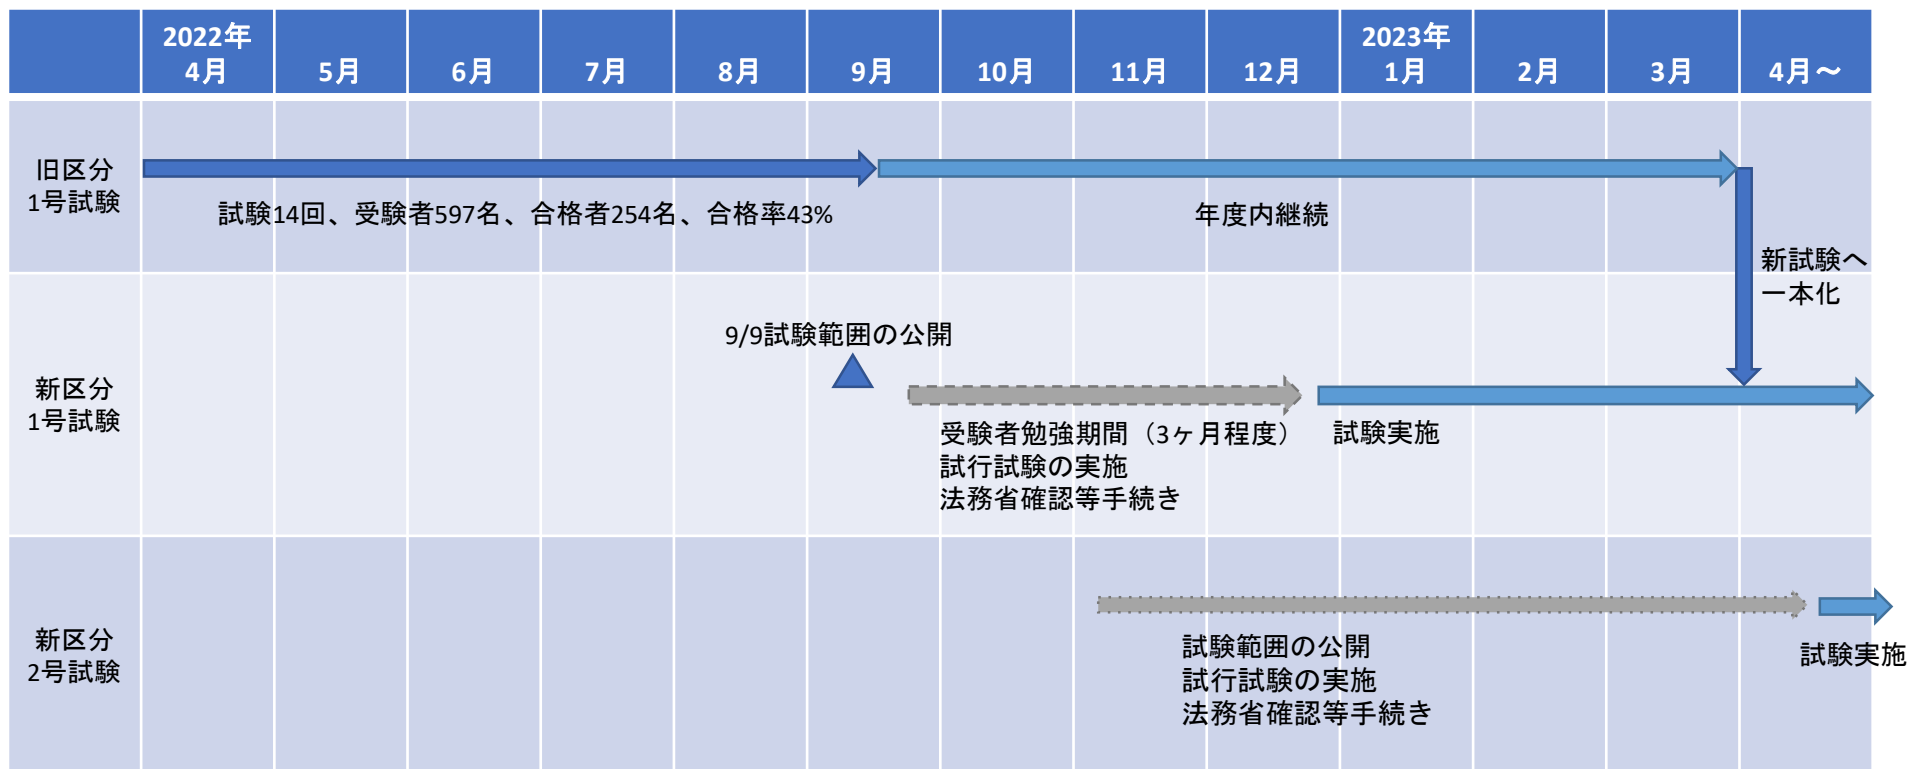 2022年
4月
5月
6月
7月
8月
9月
10月
11月
12月
2023年
1月
2月
3月
4月～
旧区分
1号試験
試験14回、受験者597名、合格者254名、合格率43%
年度内継続
新試験へ
一本化
新区分
1号試験
9/9試験範囲の公開
受験者勉強期間（3ヶ月程度）
試行試験の実施
法務省確認等手続き
試験実施
新区分
2号試験
試験範囲の公開
試行試験の実施
法務省確認等手続き
試験実施